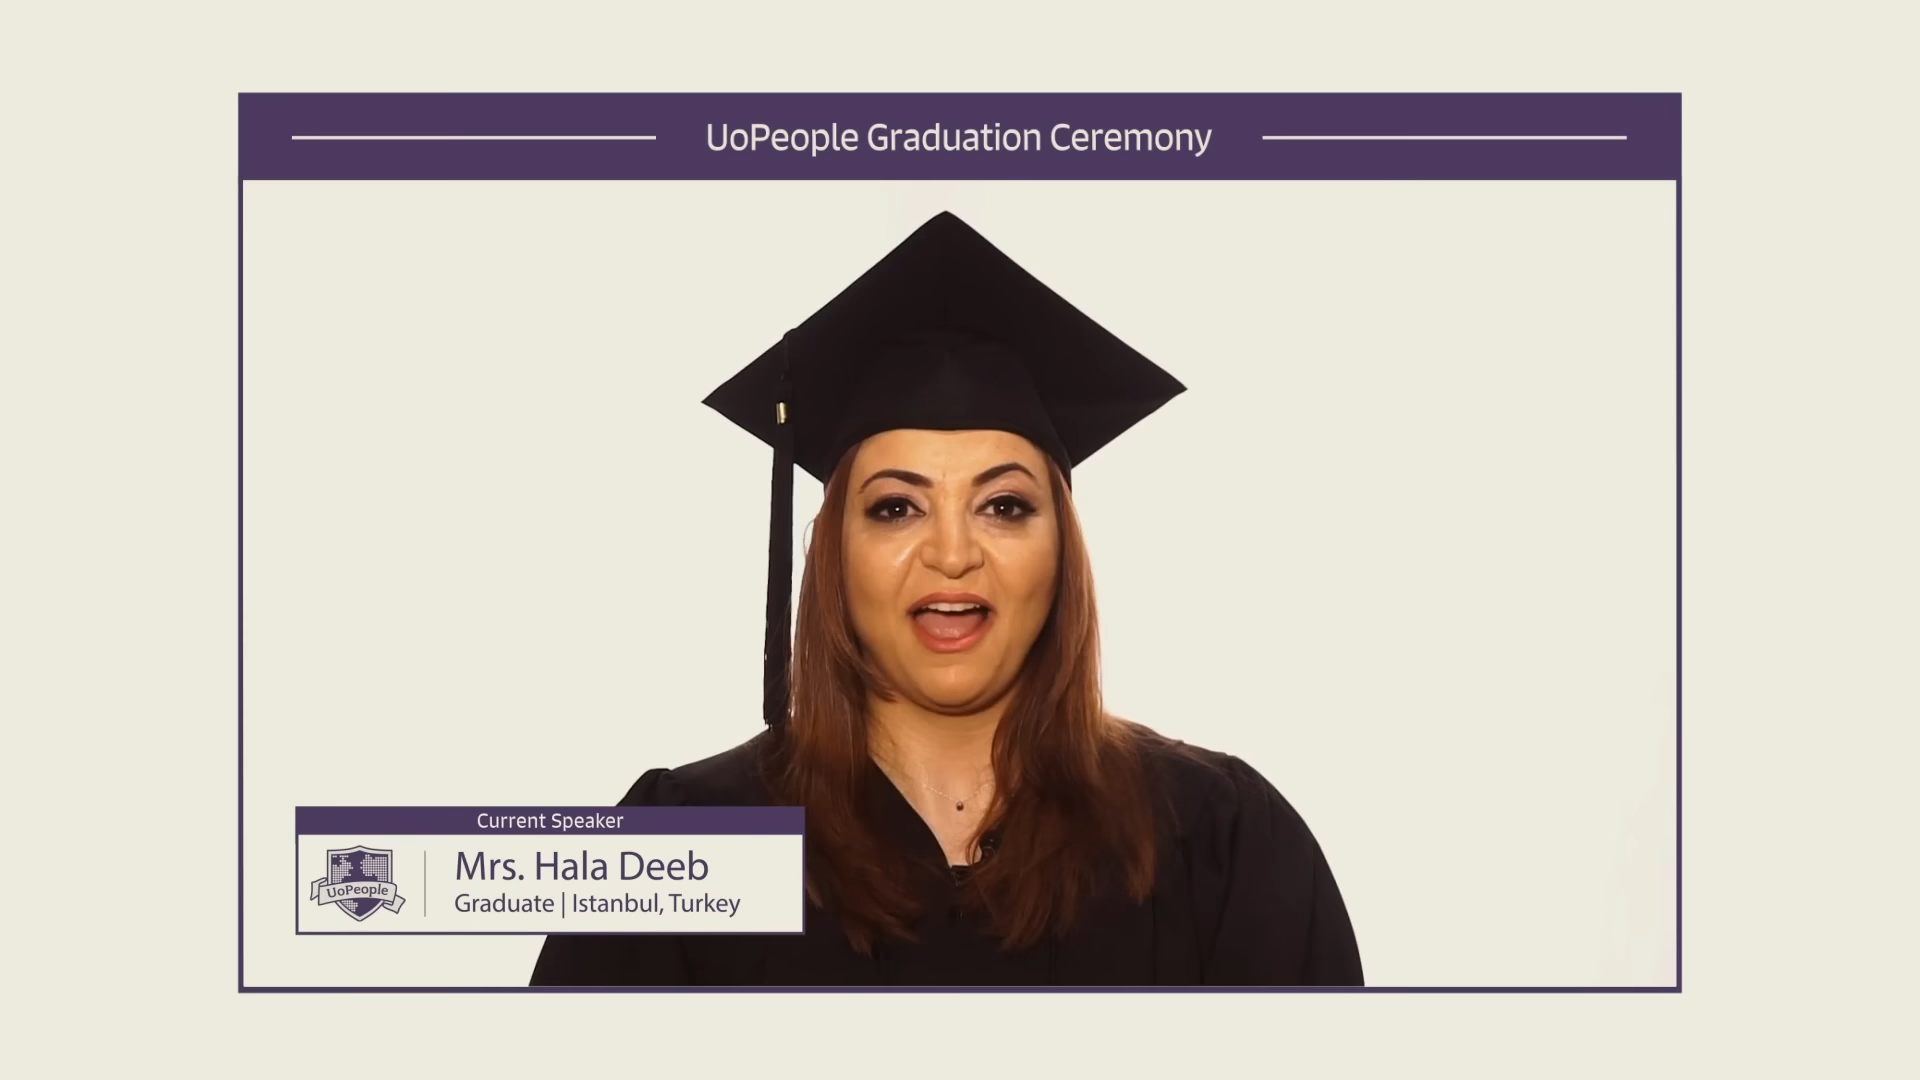 UoPeople Graduation Ceremony
Current Speaker
UoPeople
Mrs. Hala Deeb
Graduate | Istanbul, Turkey